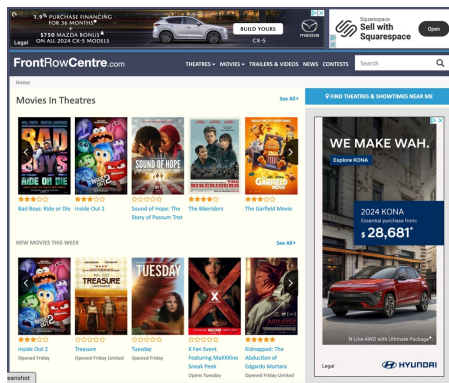 1.9% PURCHASE FINANCING
FOR 36 MONTHS
+
$750 MAZDA BONUS
ON ALL 2024 CX-5 MODELS
Legal
BUILD YOURS
CX-5
mazda
Squarespace
Sell with
Squarespace
Open
FrontRowCentre.com
THEATRES MOVIES TRAILERS & VIDEOS NEWS CONTESTS
Search
Home
Movies In Theatres
See All
FIND THEATRES & SHOWTIMES NEAR ME
BAD BOYS
RIDE OR DIE
INSIDE OUT 2
SOUND OF HOPE
THE BIKERIDERS
THE GARFIELD MOVIE
Bad Boys: Ride or Die
Inside Out 2
Sound of Hope: The Story of Possum Trot
The Bikeriders
The Garfield Movie
NEW MOVIES THIS WEEK
See All
TREASURE
TUESDAY
X
KIDNAPPED
Inside Out 2
Opened Friday
Treasure
Opened Friday Limited
Tuesday
Opened Friday
X Fan Event Featuring MaXXXine Sneak Peek
Opens Tuesday
Kidnapped: The Abduction of Edgardo Mortara
Opened Friday Limited
WE MAKE WAH.
Explore KONA
2024 KONA
Essential purchase from:
$28,681*
N Line AWD with Ultimate Package
Legal
HYUNDAI
eenshot